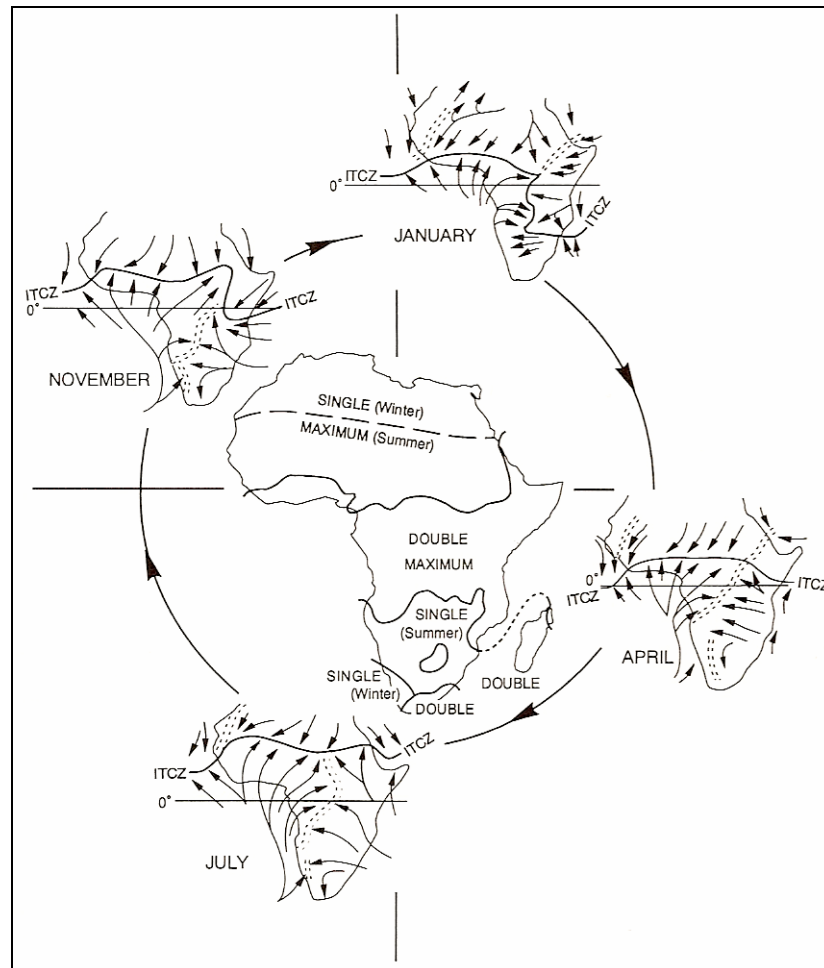 ITCZ
0°
ITCZ
JANUARY
ITCZ
0°
ITCZ
NOVEMBER
SINGLE (Winter)
MAXIMUM (Summer)
DOUBLE
MAXIMUM
SINGLE
(Summer)
SINGLE
(Winter)
DOUBLE
DOUBLE
0°
ITCZ
ITCZ
APRIL
ITCZ
ITCZ
0°
JULY